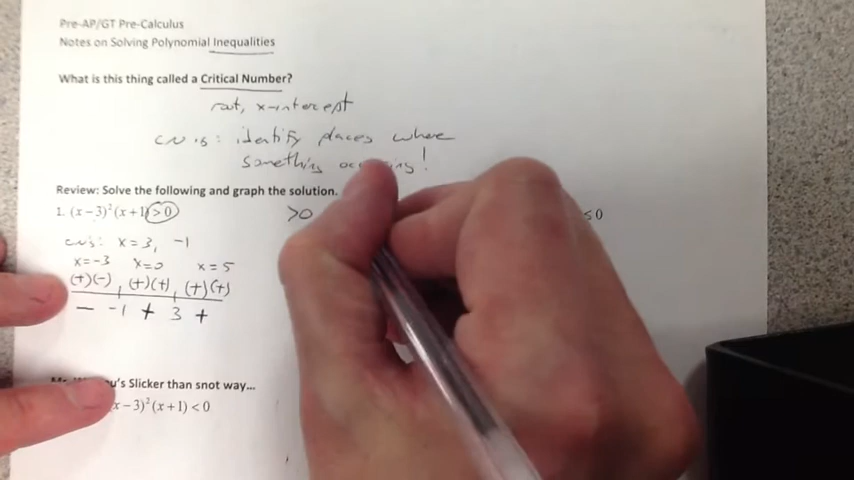 Pre-AP/GT Pre-Calculus
Notes on Solving Polynomial Inequalities
What is this thing called a Critical Number?
root, x-intercept
CN is: identify places where
something occuring!
Review: Solve the following and graph the solution.
1. (x−3)²(x+1)>0 >0 ≤0
cn's: x=3, -1
x=-3 x=0 x=5
(+)(-) , (+)(+) , (+)(+)
- -1 + 3 +
's Slicker than snot way...
x−3)²(x+1)<0